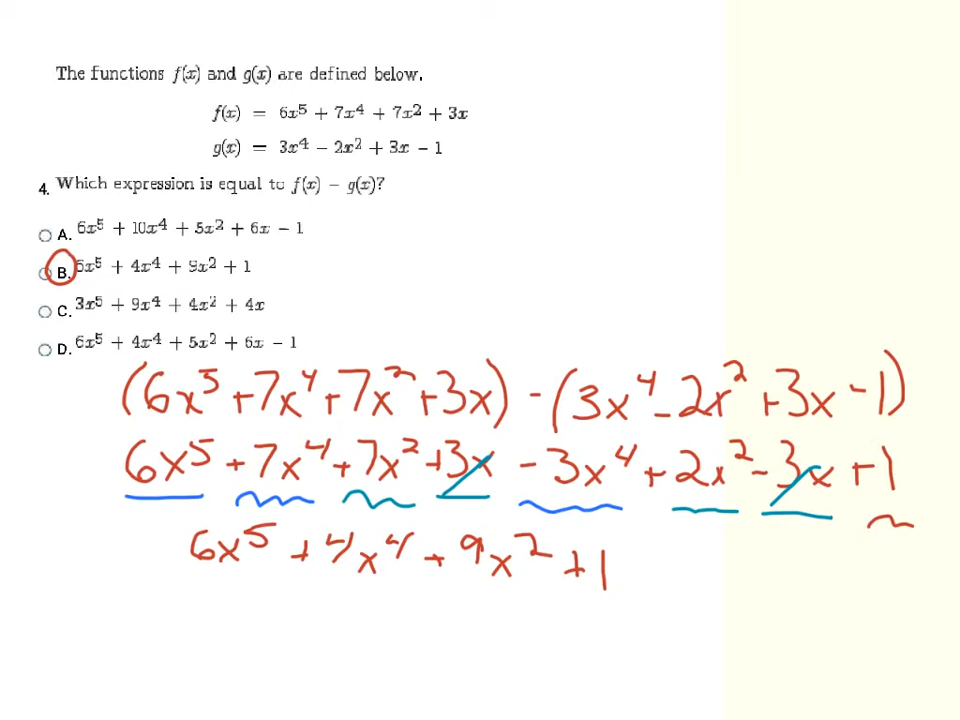 The functions f(x) and g(x) are defined below.
f(x) = 6x⁵ + 7x⁴ + 7x² + 3x
g(x) = 3x⁴ − 2x² + 3x − 1
4. Which expression is equal to f(x) − g(x)?
A. 6x⁵ + 10x⁴ + 5x² + 6x − 1
B. 6x⁵ + 4x⁴ + 9x² + 1
C. 3x⁵ + 9x⁴ + 4x² + 4x
D. 6x⁵ + 4x⁴ + 5x² + 6x − 1
(6x⁵+7x⁴+7x²+3x) - (3x⁴-2x²+3x-1)
6x⁵+7x⁴+7x²+3x -3x⁴+2x²-3x+1
6x⁵+4x⁴+9x²+1